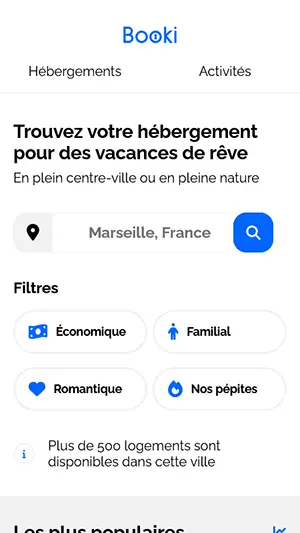 Booki
Hébergements
Activités
Trouvez votre hébergement
pour des vacances de rêve
En plein centre-ville ou en pleine nature
Marseille, France
Filtres
Économique
Familial
Romantique
Nos pépites
Plus de 500 logements sont
disponibles dans cette ville
Les plus populaires